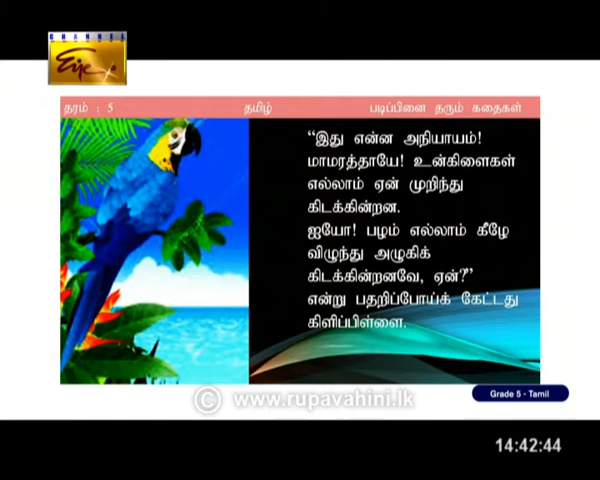 CHANNEL
Eye
தரம் : 5 தமிழ் படிப்பினை தரும் கதைகள்
“இது என்ன அநியாயம்!
மாமரத்தாயே! உன்கிளைகள்
எல்லாம் ஏன் முறிந்து
கிடக்கின்றன.
ஐயோ! பழம் எல்லாம் கீழே
விழுந்து அழுகிக்
கிடக்கின்றனவே, ஏன்?”
என்று பதறிப்போய்க் கேட்டது
கிளிப்பிள்ளை.
© www.rupavahini.lk
Grade 5 - Tamil
14:42:44